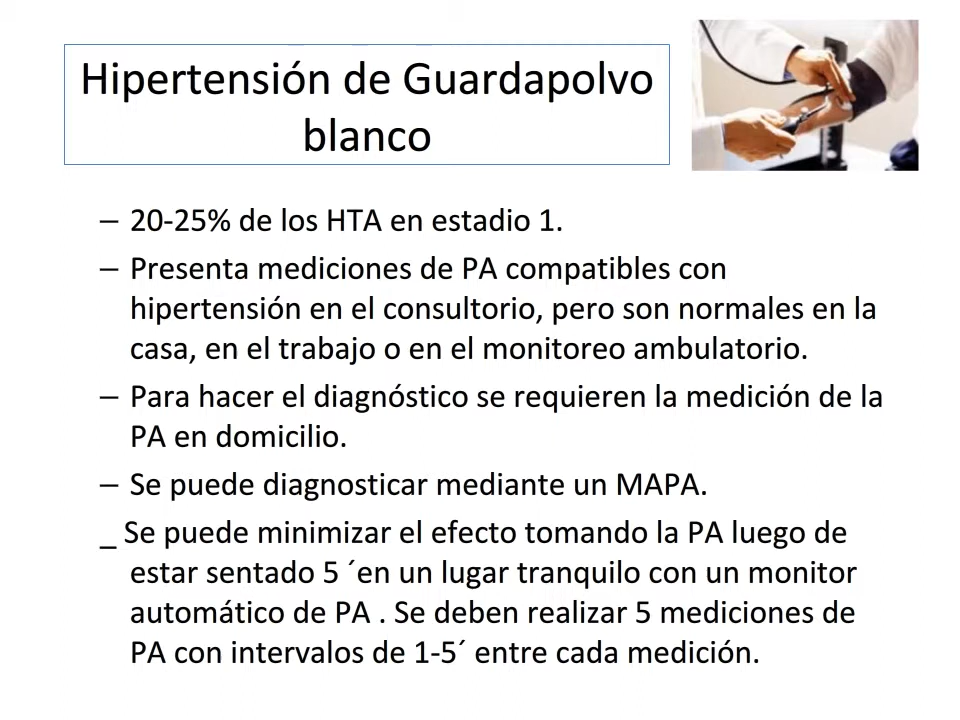 Hipertensión de Guardapolvo
blanco
– 20-25% de los HTA en estadio 1.
– Presenta mediciones de PA compatibles con
hipertensión en el consultorio, pero son normales en la
casa, en el trabajo o en el monitoreo ambulatorio.
– Para hacer el diagnóstico se requieren la medición de la
PA en domicilio.
– Se puede diagnosticar mediante un MAPA.
_ Se puede minimizar el efecto tomando la PA luego de
estar sentado 5 ´en un lugar tranquilo con un monitor
automático de PA . Se deben realizar 5 mediciones de
PA con intervalos de 1-5´ entre cada medición.